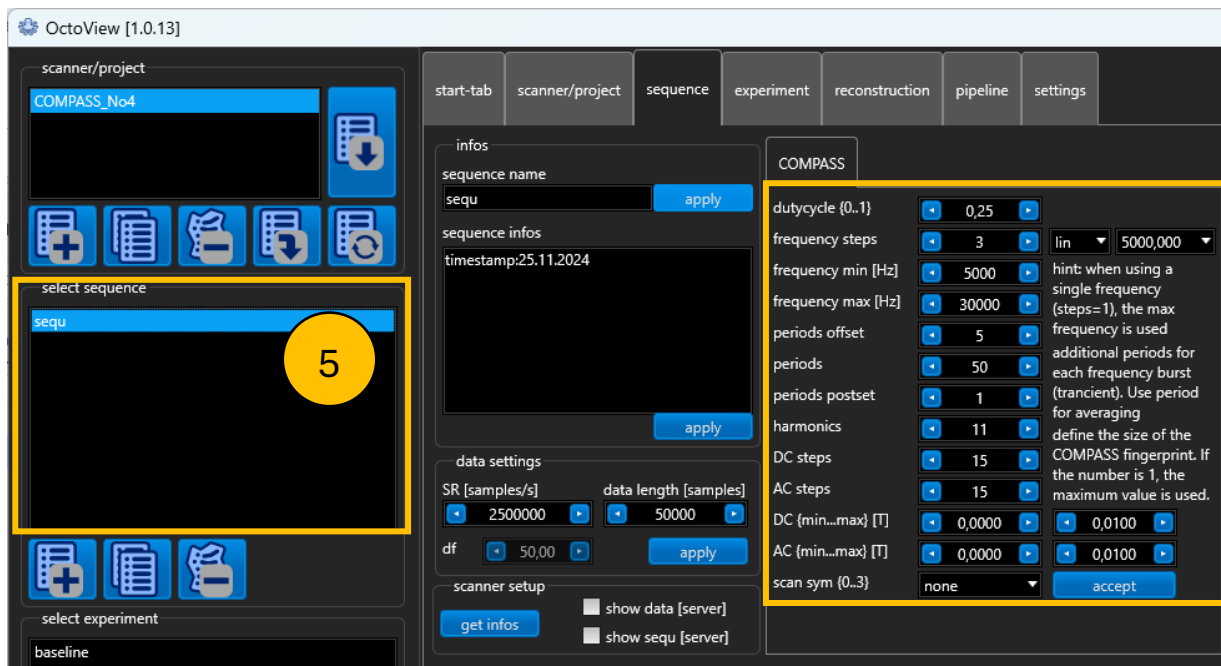 OctoView [1.0.13]
scanner/project
COMPASS_No4
select sequence
sequ
5
select experiment
baseline
start-tab
scanner/project
sequence
experiment
reconstruction
pipeline
settings
infos
sequence name
sequ
apply
sequence infos
timestamp:25.11.2024
apply
data settings
SR [samples/s]
data length [samples]
2500000
50000
df
50,00
apply
scanner setup
get infos
show data [server]
show sequ [server]
COMPASS
dutycycle {0..1}
0,25
frequency steps
3
lin
5000,000
frequency min [Hz]
5000
frequency max [Hz]
30000
periods offset
5
periods
50
periods postset
1
harmonics
11
DC steps
15
AC steps
15
hint: when using a
single frequency
(steps=1), the max
frequency is used
additional periods for
each frequency burst
(trancient). Use period
for averaging
define the size of the
COMPASS fingerprint. If
the number is 1, the
maximum value is used.
DC {min...max} [T]
0,0000
0,0100
AC {min...max} [T]
0,0000
0,0100
scan sym {0..3}
none
accept